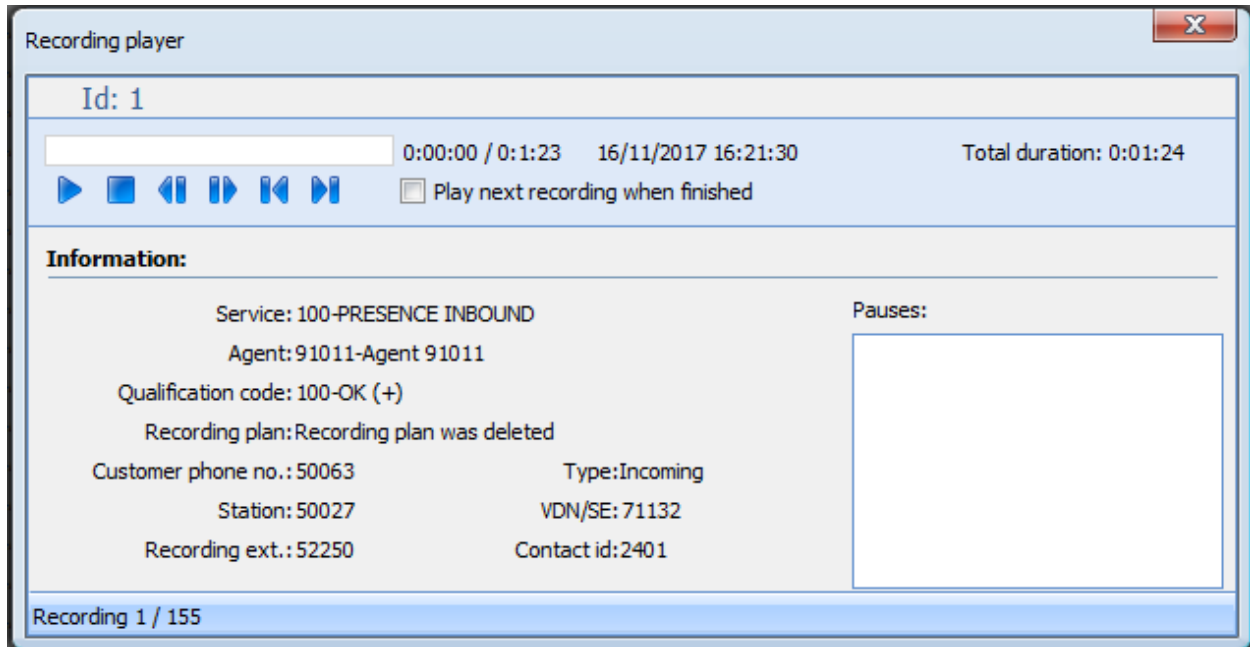 Recording player
Id: 1
0:00:00 / 0:1:23 16/11/2017 16:21:30 Total duration: 0:01:24
Play next recording when finished
Information:
Service: 100-PRESENCE INBOUND Pauses:
Agent: 91011-Agent 91011
Qualification code: 100-OK (+)
Recording plan: Recording plan was deleted
Customer phone no.: 50063 Type: Incoming
Station: 50027 VDN/SE: 71132
Recording ext.: 52250 Contact id: 2401
Recording 1 / 155